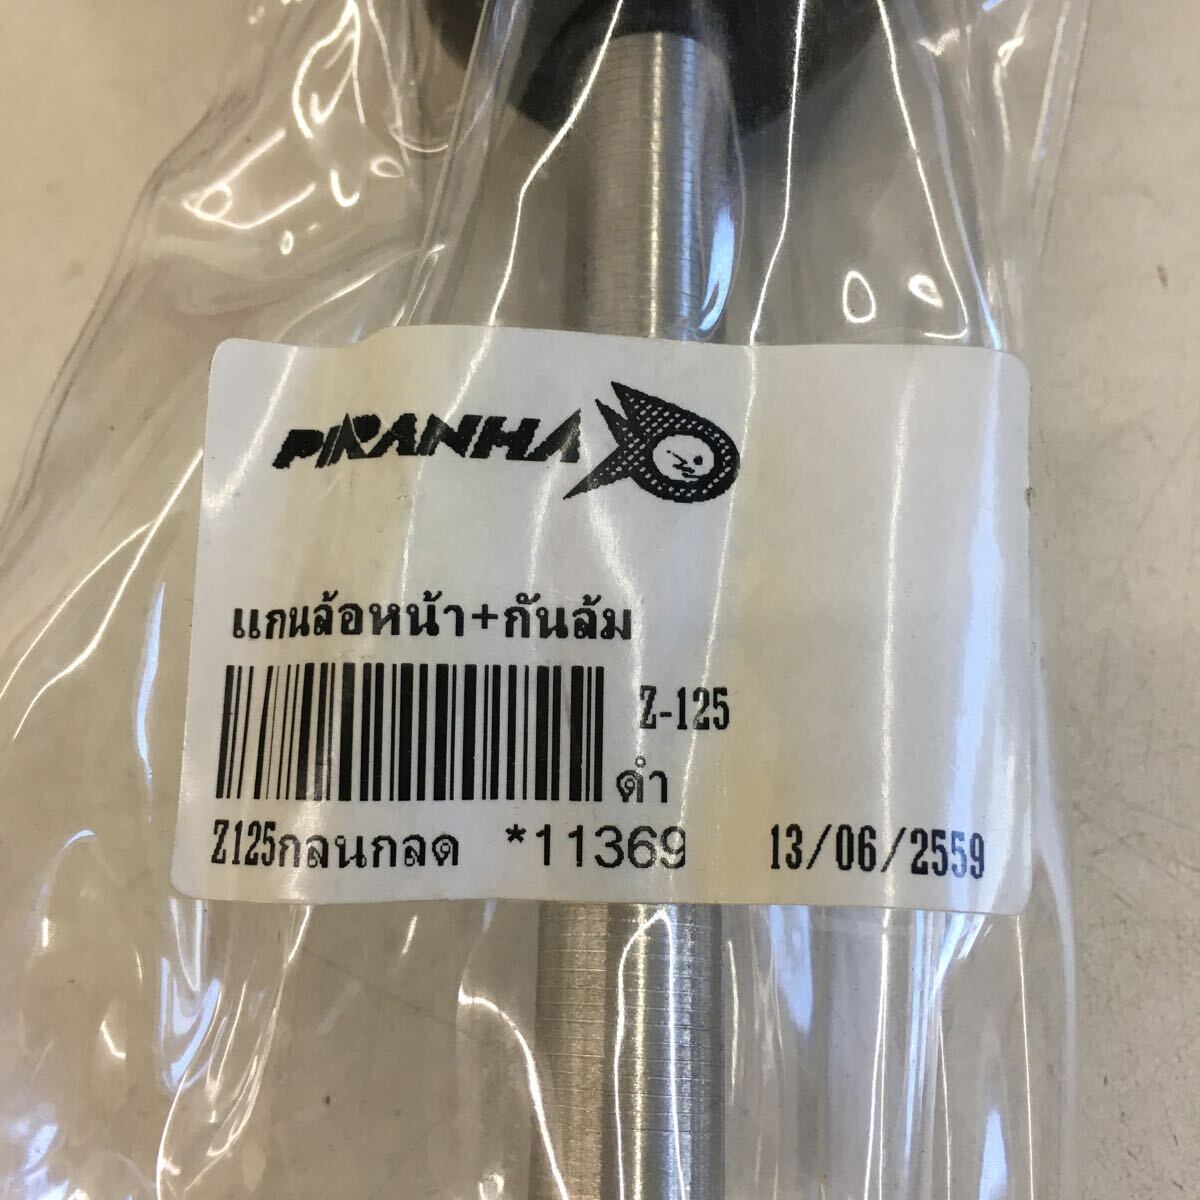 PIRANHA
แกนล้อหน้า+กันล้ม
Z-125
ดำ
Z125กลนกลด *11369 13/06/2559